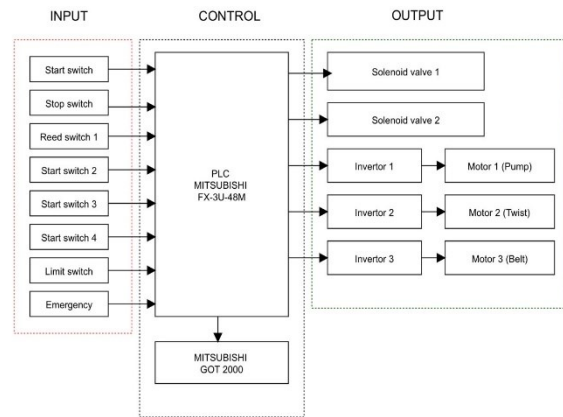 INPUT
CONTROL
OUTPUT
Start switch
Stop switch
Reed switch 1
Start switch 2
Start switch 3
Start switch 4
Limit switch
Emergency
PLC
MITSUBISHI
FX-3U-48M
MITSUBISHI
GOT 2000
Solenoid valve 1
Solenoid valve 2
Invertor 1
Motor 1 (Pump)
Invertor 2
Motor 2 (Twist)
Invertor 3
Motor 3 (Belt)